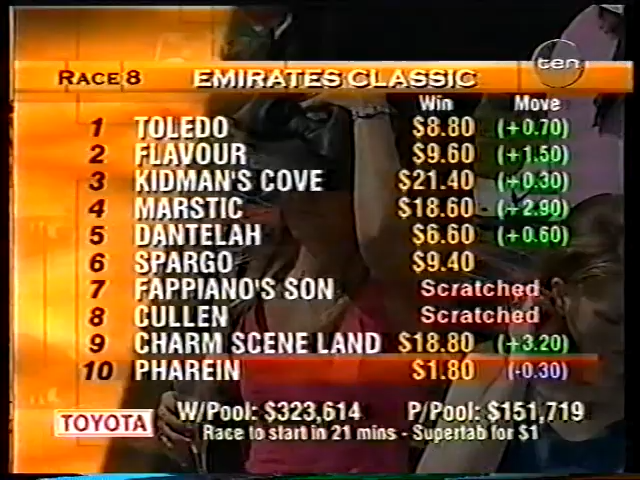 ten
RACE 8 EMIRATES CLASSIC
Win Move
1 TOLEDO $8.80 (+0.70)
2 FLAVOUR $9.60 (+1.50)
3 KIDMAN'S COVE $21.40 (+0.30)
4 MARSTIC $18.60 (+2.90)
5 DANTELAH $6.60 (+0.60)
6 SPARGO $9.40
7 FAPPIANO'S SON Scratched
8 CULLEN Scratched
9 CHARM SCENE LAND $18.80 (+3.20)
10 PHAREIN $1.80 (-0.30)
W/Pool: $323,614 P/Pool: $151,719
TOYOTA
Race to start in 21 mins - Supertab for $1